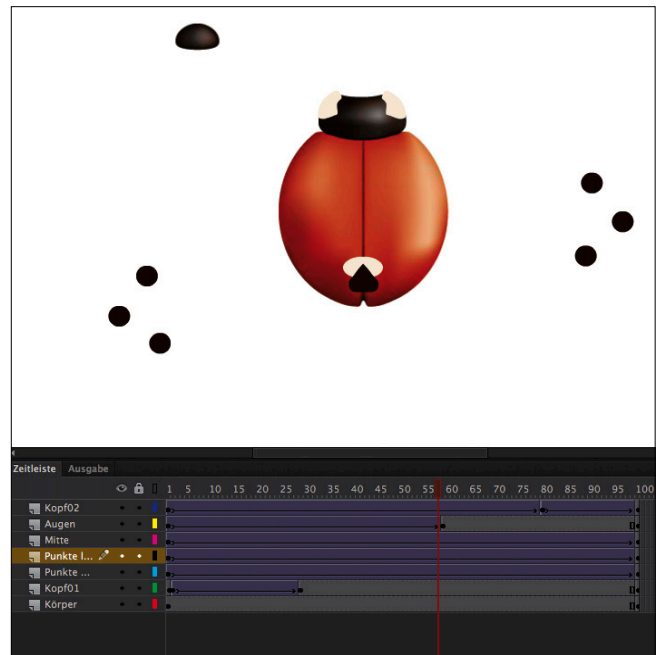 Zeitleiste Ausgabe
1 5 10 15 20 25 30 35 40 45 50 55 60 65 70 75 80 85 90 95 100
Kopf02
Augen
Mitte
Punkte l...
Punkte ...
Kopf01
Körper